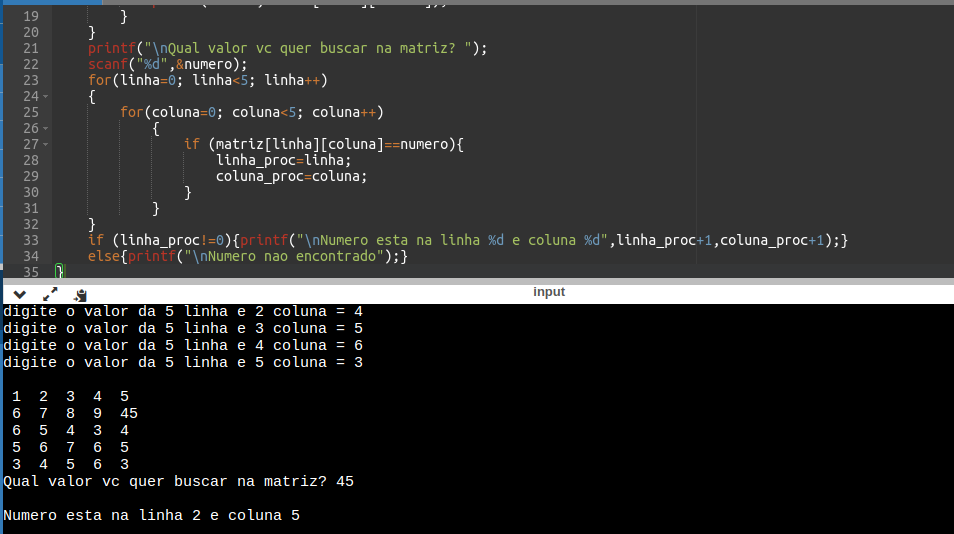 19 }
20 }
21 printf("\nQual valor vc quer buscar na matriz? ");
22 scanf("%d",&numero);
23 for(linha=0; linha<5; linha++)
24 {
25 for(coluna=0; coluna<5; coluna++)
26 {
27 if (matriz[linha][coluna]==numero){
28 linha_proc=linha;
29 coluna_proc=coluna;
30 }
31 }
32 }
33 if (linha_proc!=0){printf("\nNumero esta na linha %d e coluna %d",linha_proc+1,coluna_proc+1);}
34 else{printf("\nNumero nao encontrado");}
35 }
input
digite o valor da 5 linha e 2 coluna = 4
digite o valor da 5 linha e 3 coluna = 5
digite o valor da 5 linha e 4 coluna = 6
digite o valor da 5 linha e 5 coluna = 3
1 2 3 4 5
6 7 8 9 45
6 5 4 3 4
5 6 7 6 5
3 4 5 6 3
Qual valor vc quer buscar na matriz? 45
Numero esta na linha 2 e coluna 5